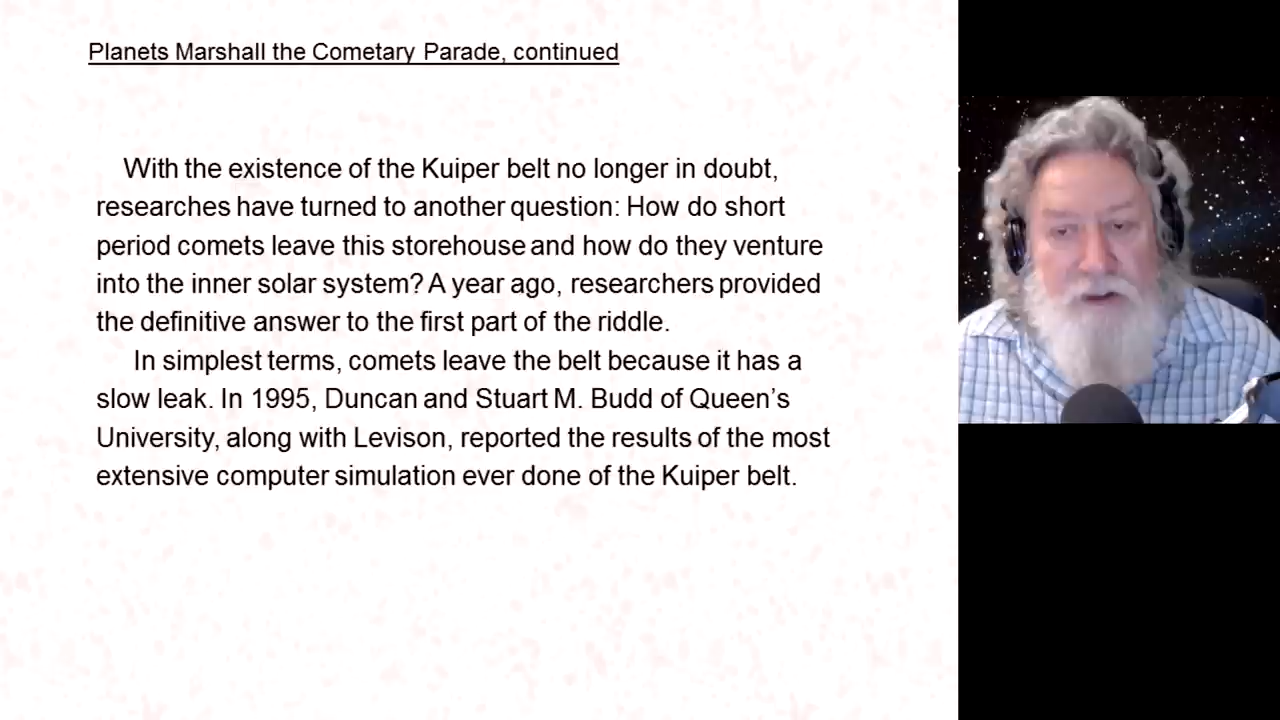 Planets Marshall the Cometary Parade, continued
With the existence of the Kuiper belt no longer in doubt,
researches have turned to another question: How do short
period comets leave this storehouse and how do they venture
into the inner solar system? A year ago, researchers provided
the definitive answer to the first part of the riddle.
In simplest terms, comets leave the belt because it has a
slow leak. In 1995, Duncan and Stuart M. Budd of Queen’s
University, along with Levison, reported the results of the most
extensive computer simulation ever done of the Kuiper belt.